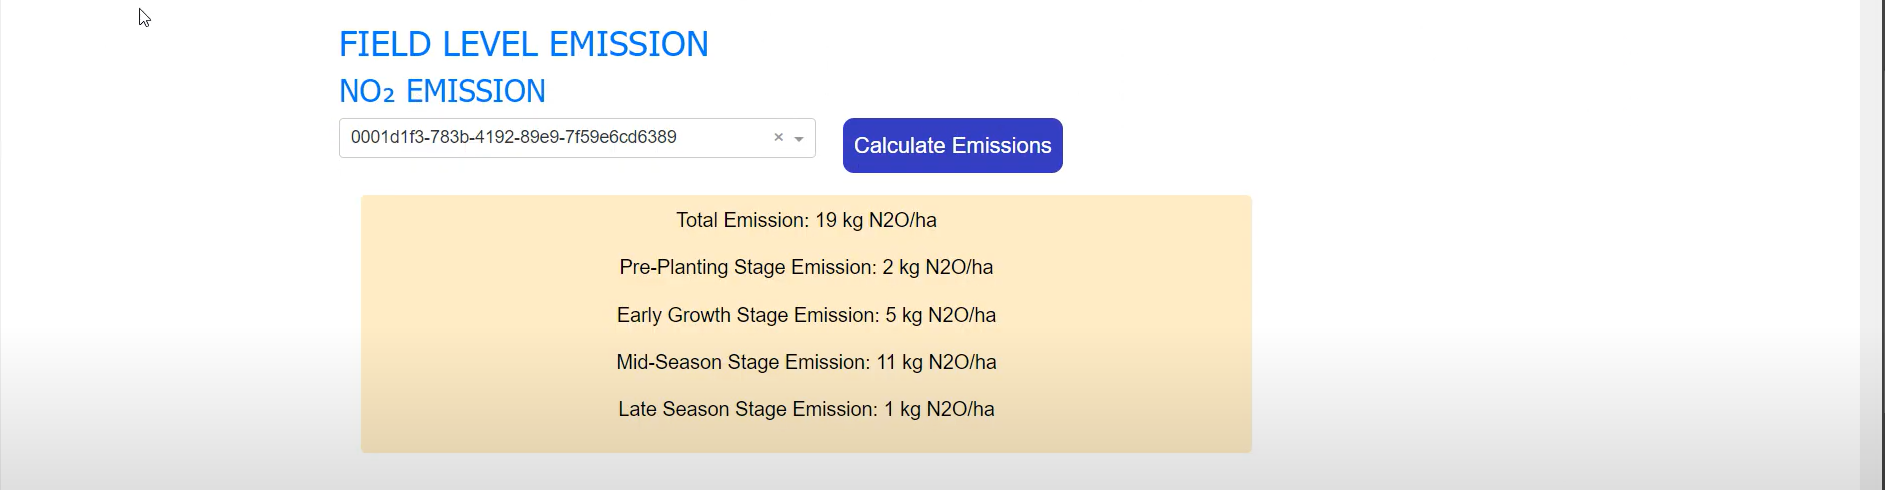 FIELD LEVEL EMISSION
NO₂ EMISSION
0001d1f3-783b-4192-89e9-7f59e6cd6389 ×
Calculate Emissions
Total Emission: 19 kg N2O/ha
Pre-Planting Stage Emission: 2 kg N2O/ha
Early Growth Stage Emission: 5 kg N2O/ha
Mid-Season Stage Emission: 11 kg N2O/ha
Late Season Stage Emission: 1 kg N2O/ha